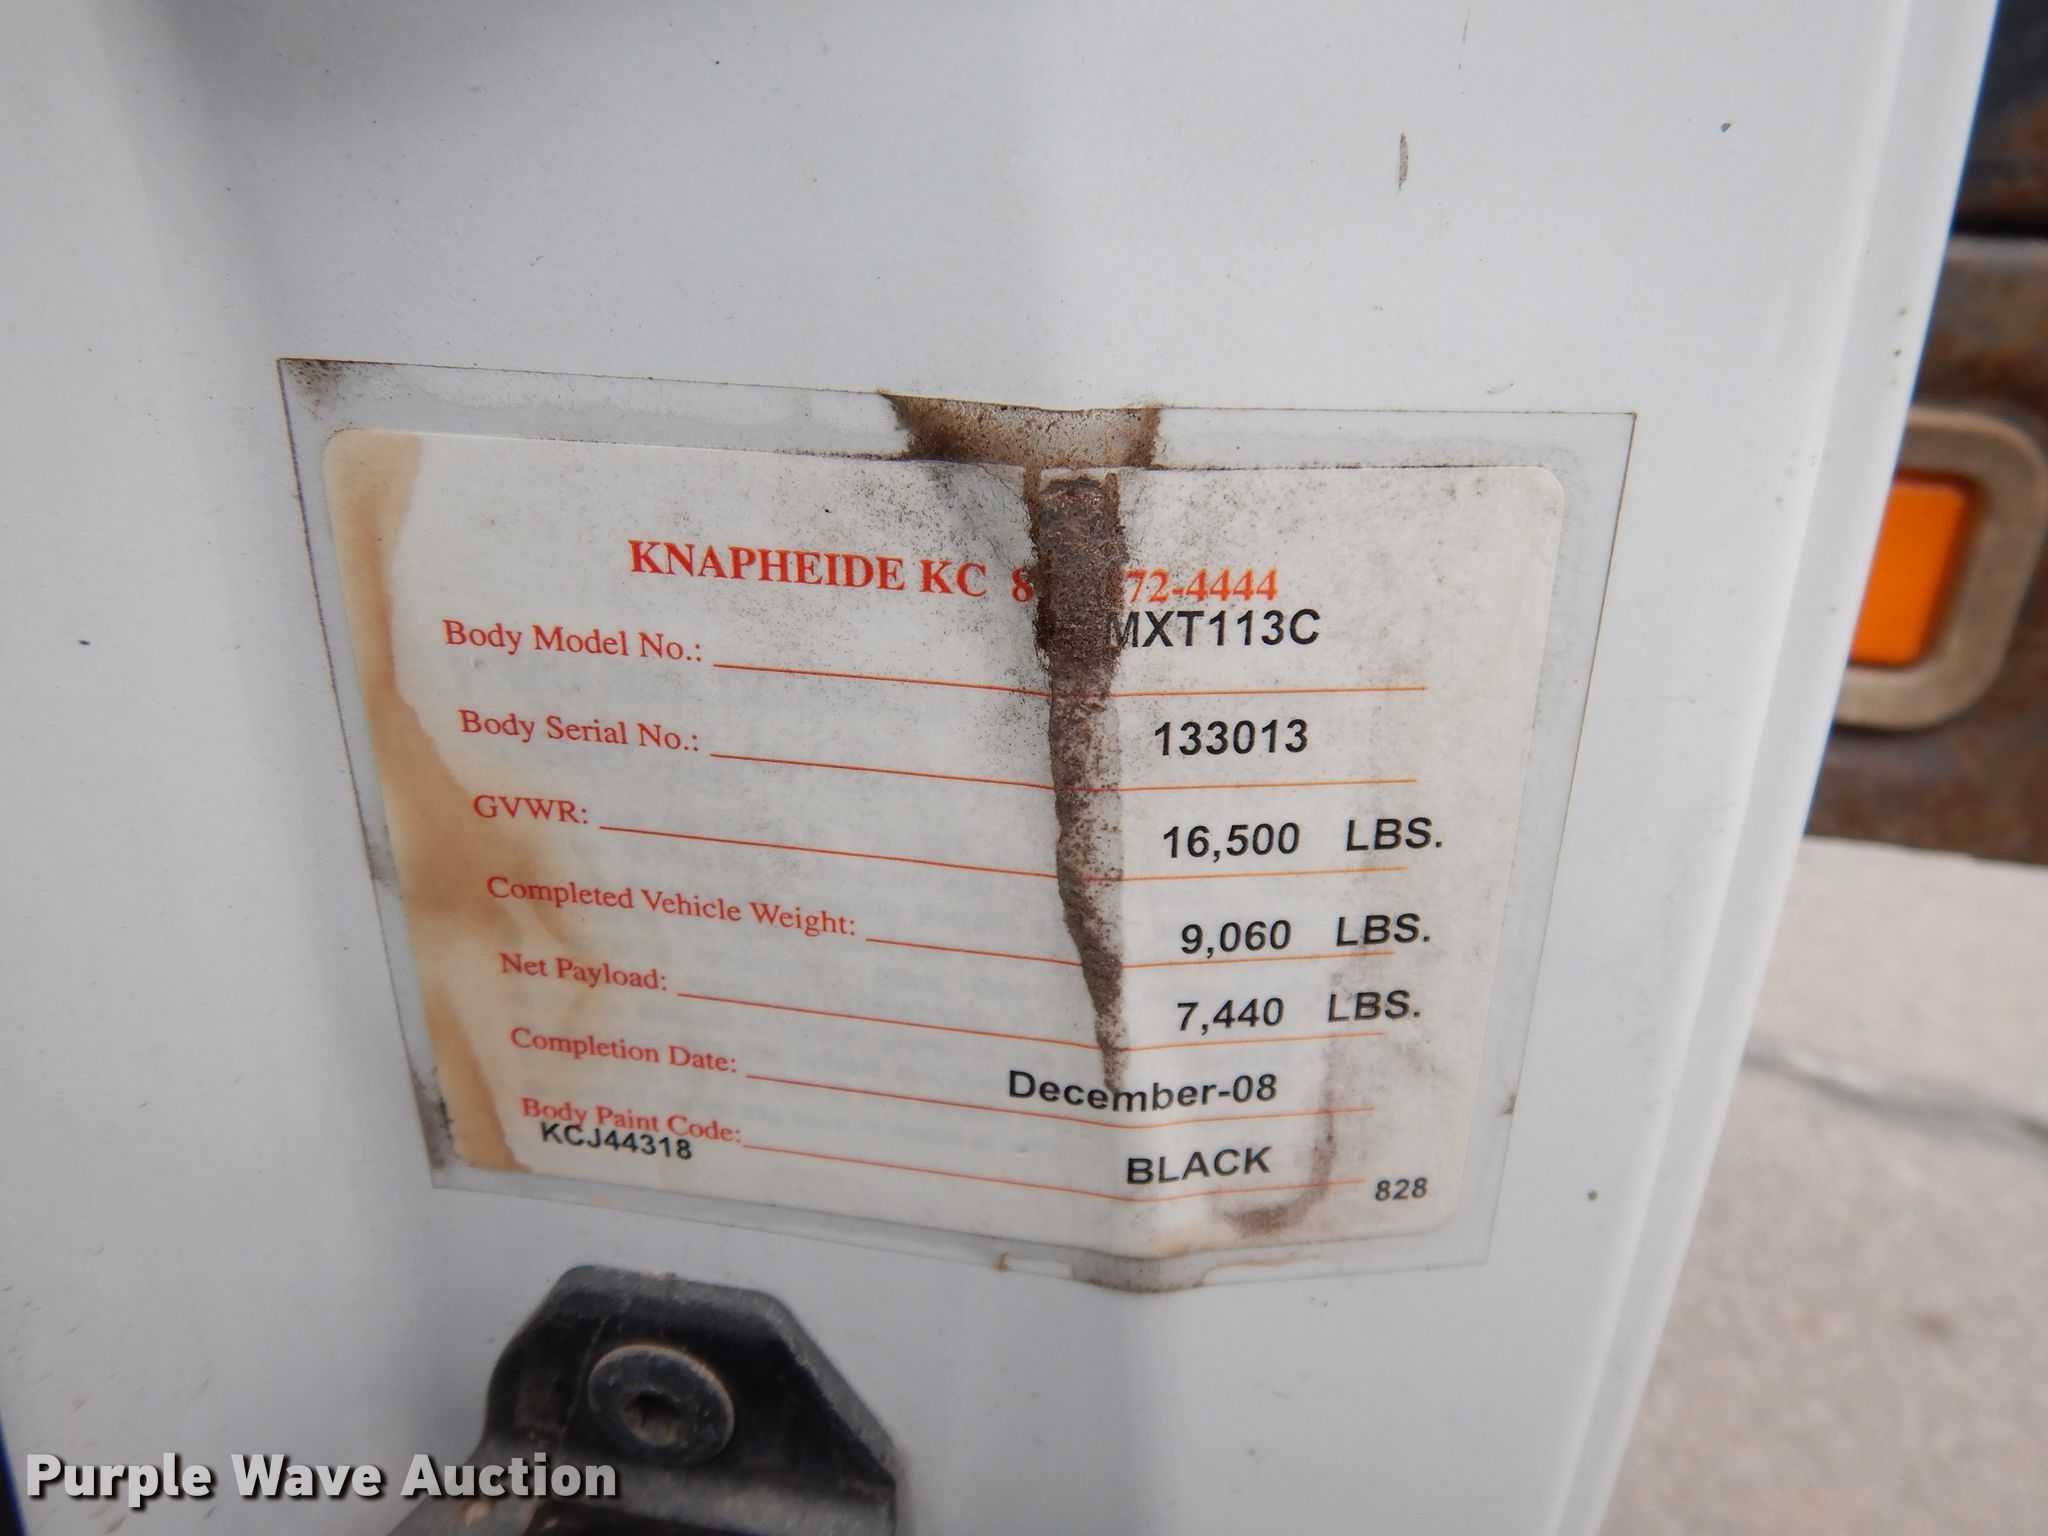 KNAPHEIDE KC 8 72-4444
Body Model No.: MXT113C
Body Serial No.: 133013
GVWR: 16,500 LBS.
Completed Vehicle Weight: 9,060 LBS.
Net Payload: 7,440 LBS.
Completion Date: December-08
Body Paint Code: BLACK
KCJ44318 828
Purple Wave Auction